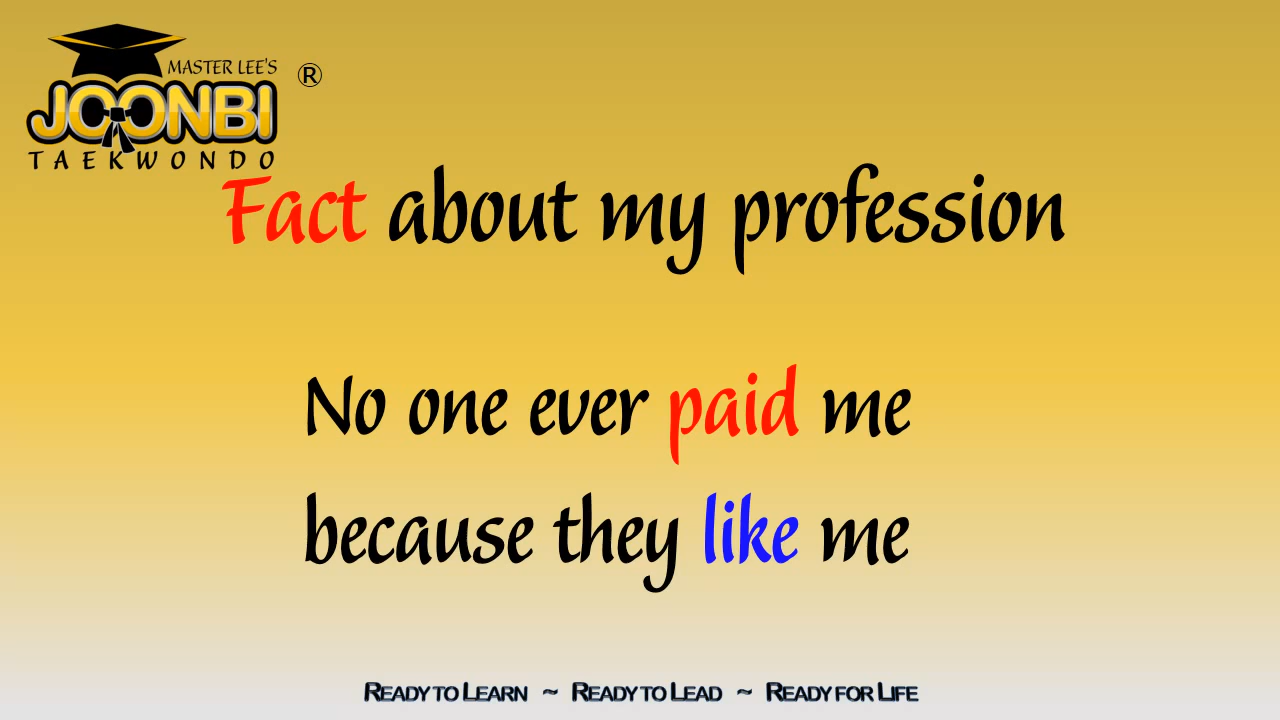 MASTER LEE'S
JOONBI
®
TAEKWONDO
Fact about my profession
No one ever paid me
because they like me
READY TO LEARN ~ READY TO LEAD ~ READY FOR LIFE